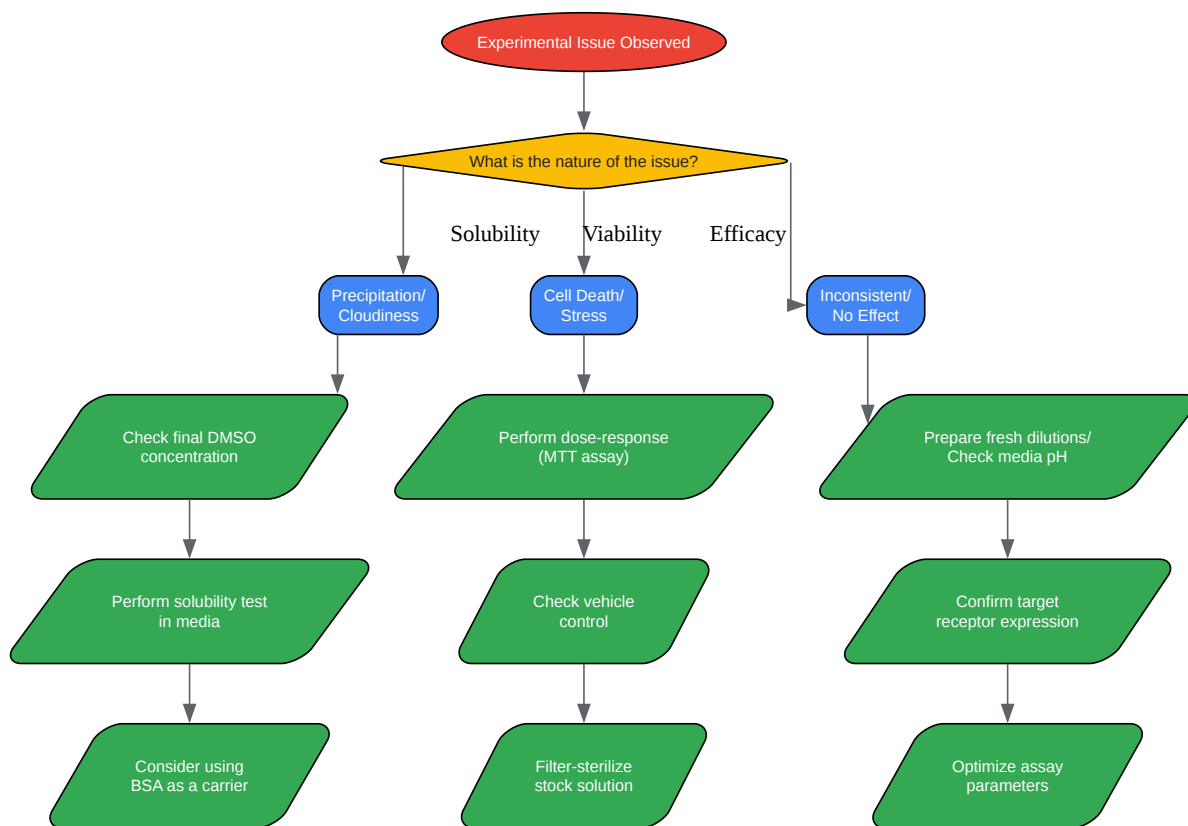 Experimental Issue Observed
What is the nature of the issue?
Solubility
Viability
Efficacy
Precipitation/
Cloudiness
Cell Death/
Stress
Inconsistent/
No Effect
Check final DMSO
concentration
Perform dose-response
(MTT assay)
Prepare fresh dilutions/
Check media pH
Perform solubility test
in media
Check vehicle
control
Confirm target
receptor expression
Consider using
BSA as a carrier
Filter-sterilize
stock solution
Optimize assay
parameters